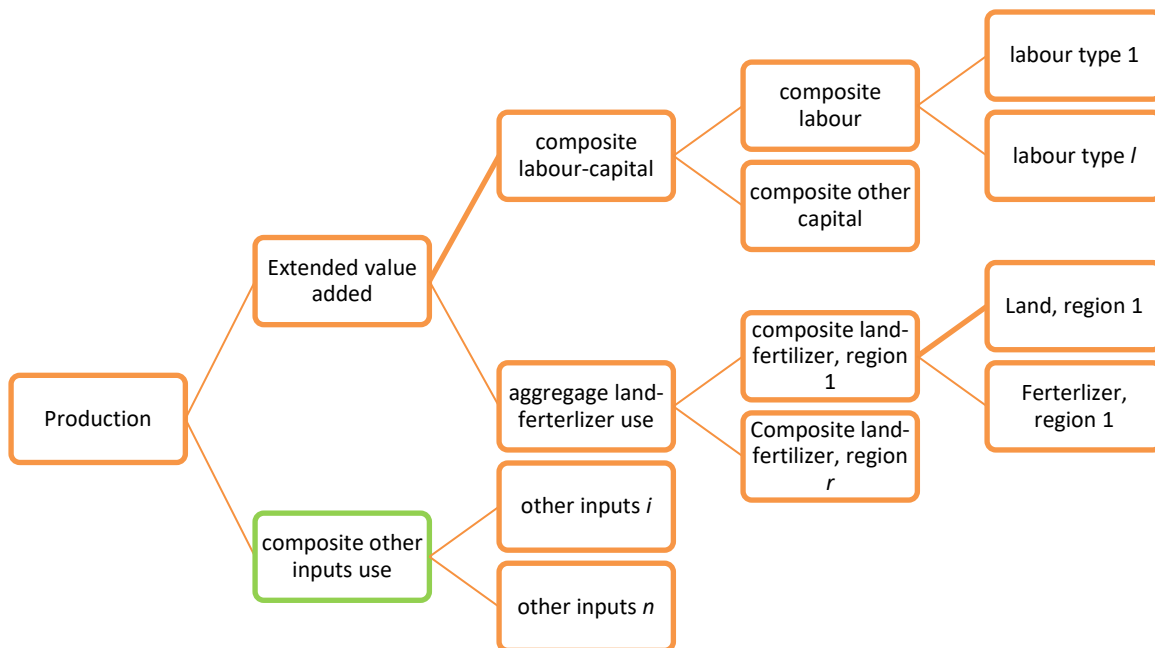 Production
Extended value
added
composite other
inputs use
composite
labour-capital
aggregage land-
ferterlizer use
other inputs i
other inputs n
composite
labour
composite other
capital
composite land-
fertilizer, region
1
Composite land-
fertilizer, region
r
labour type 1
labour type l
Land, region 1
Ferterlizer,
region 1